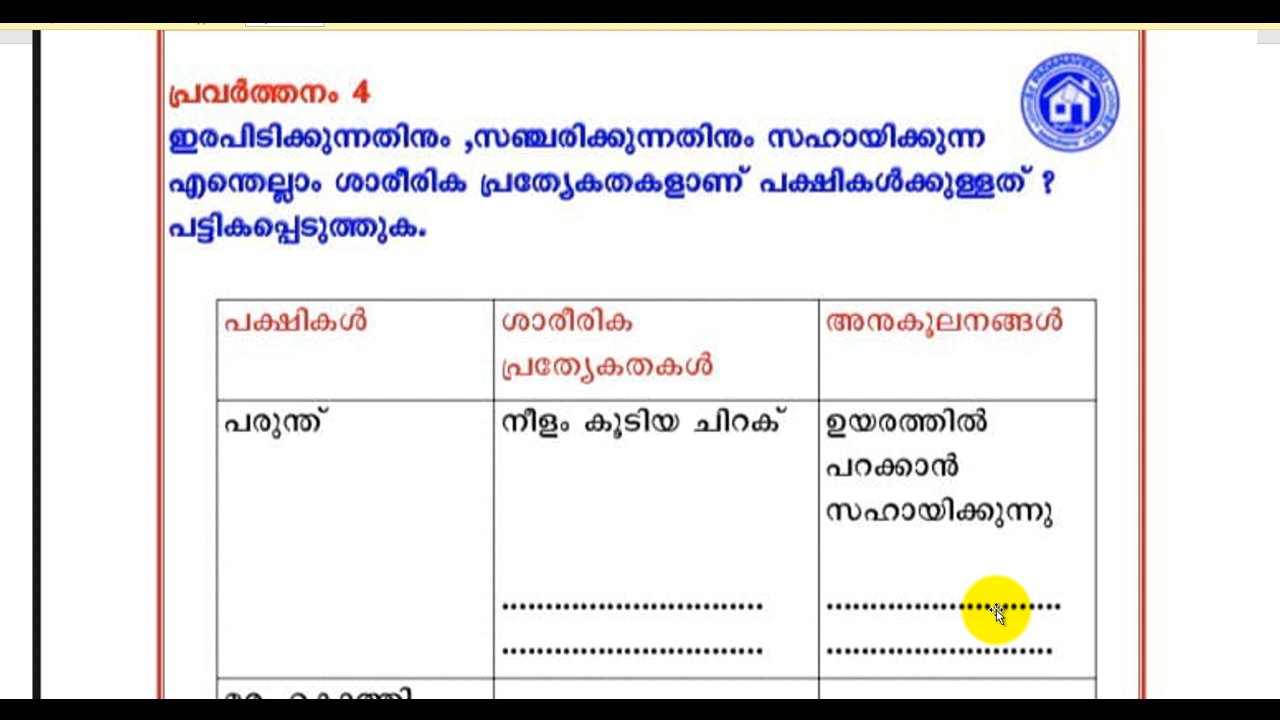 പ്രവർത്തനം 4
ഇരപിടിക്കുന്നതിനും ,സഞ്ചരിക്കുന്നതിനും സഹായിക്കുന്ന
എന്തെല്ലാം ശാരീരിക പ്രത്യേകതകളാണ് പക്ഷികൾക്കുള്ളത് ?
പട്ടികപ്പെടുത്തുക.
പക്ഷികൾ
ശാരീരിക
പ്രത്യേകതകൾ
അനുകൂലനങ്ങൾ
പരുന്ത്
നീളം കൂടിയ ചിറക്
..............................
..............................
ഉയരത്തിൽ
പറക്കാൻ
സഹായിക്കുന്നു
...........................
..........................